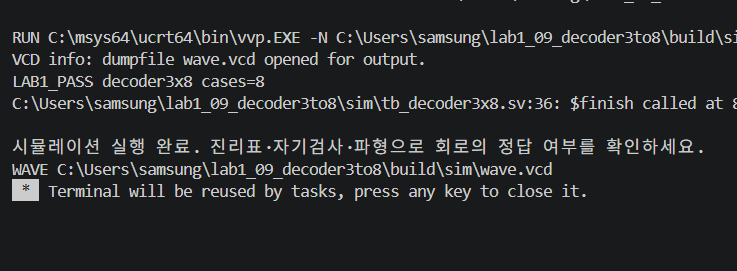 RUN C:\msys64\ucrt64\bin\vvp.EXE -N C:\Users\samsung\lab1_09_decoder3to8\build\si
VCD info: dumpfile wave.vcd opened for output.
LAB1_PASS decoder3x8 cases=8
C:\Users\samsung\lab1_09_decoder3to8\sim\tb_decoder3x8.sv:36: $finish called at 8
시뮬레이션 실행 완료. 진리표·자기검사·파형으로 회로의 정답 여부를 확인하세요.
WAVE C:\Users\samsung\lab1_09_decoder3to8\build\sim\wave.vcd
* Terminal will be reused by tasks, press any key to close it.